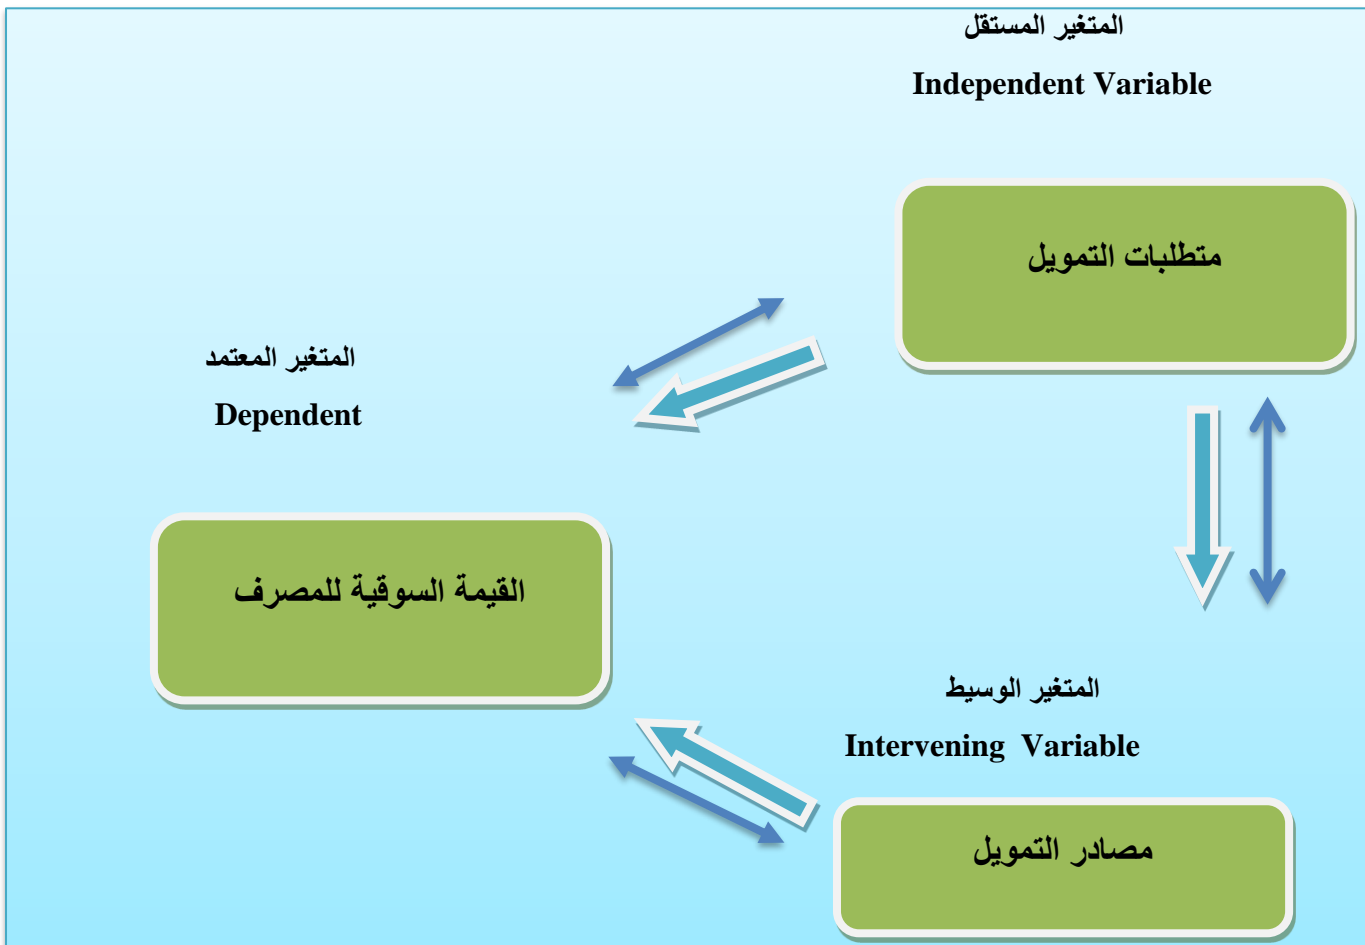 المتغير المستقل
Independent Variable
متطلبات التمويل
المتغير المعتمد
Dependent
القيمة السوقية للمصرف
المتغير الوسيط
Intervening Variable
مصادر التمويل